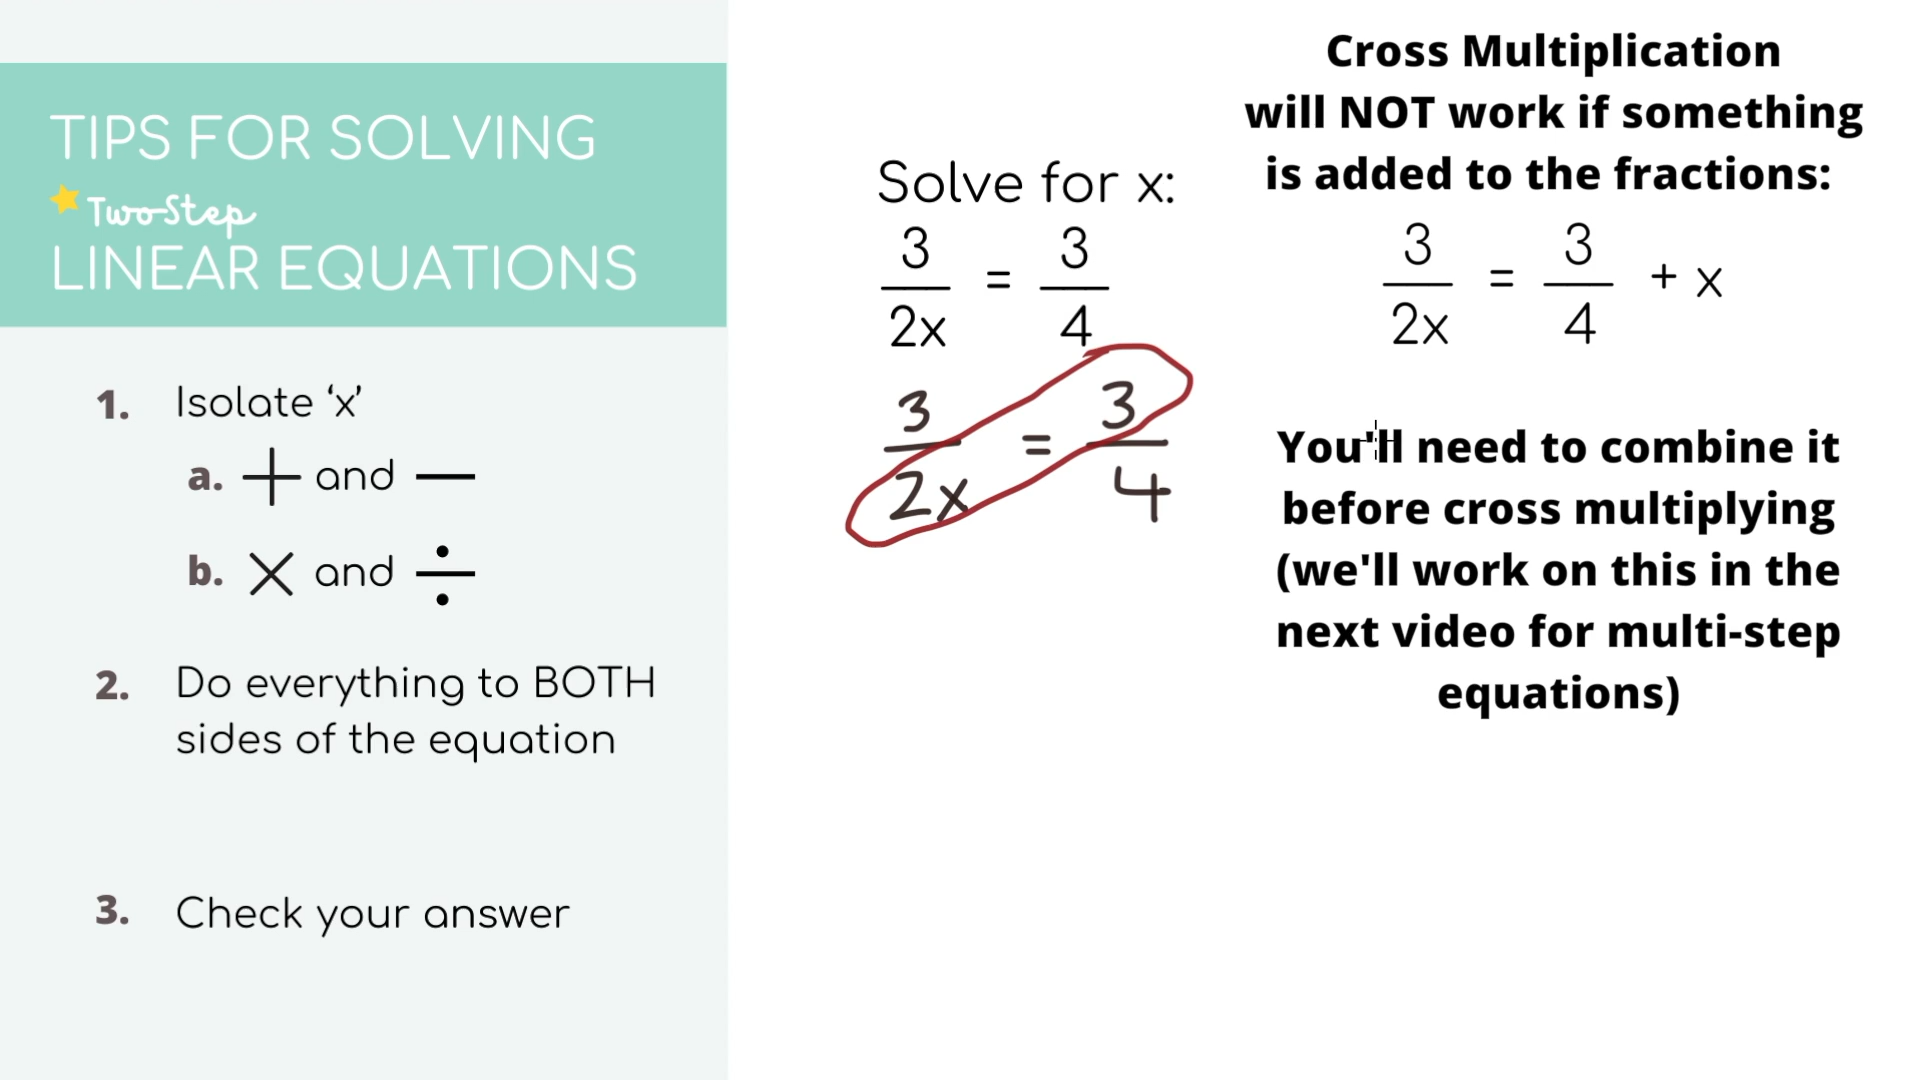 TIPS FOR SOLVING
Two-Step
LINEAR EQUATIONS
1. Isolate ‘x’
a. + and −
b. × and ÷
2. Do everything to BOTH
sides of the equation
3. Check your answer
Solve for x:
3 3
=
2x 4
3 3
=
2x 4
Cross Multiplication
will NOT work if something
is added to the fractions:
3 3
= + x
2x 4
You'll need to combine it
before cross multiplying
(we'll work on this in the
next video for multi-step
equations)